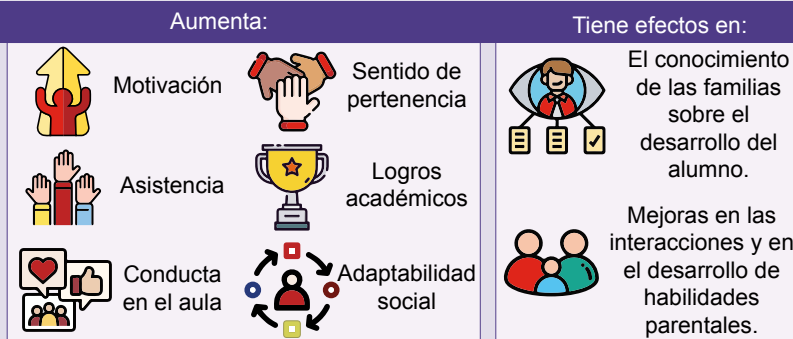 Aumenta:
Motivación
Sentido de
pertenencia
Asistencia
Logros
académicos
Conducta
en el aula
Adaptabilidad
social
Tiene efectos en:
El conocimiento
de las familias
sobre el
desarrollo del
alumno.
Mejoras en las
interacciones y en
el desarrollo de
habilidades
parentales.